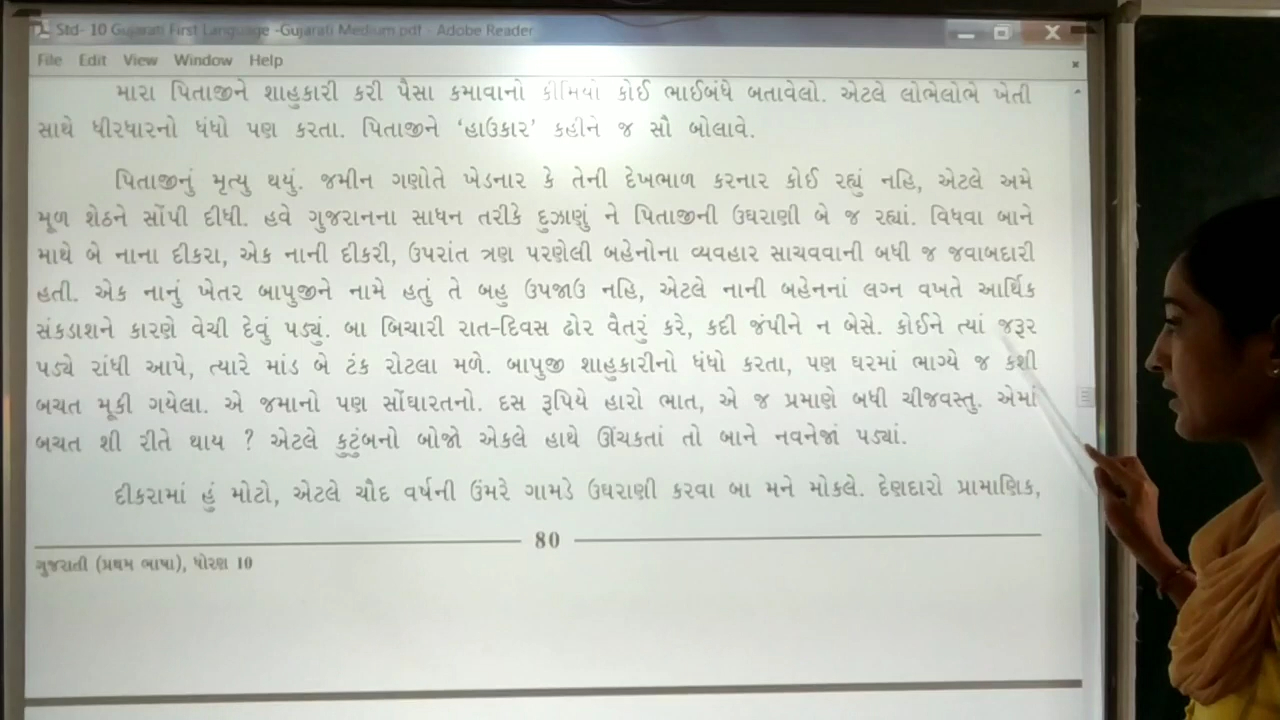 Std- 10 Gujarati First Language -Gujarati Medium.pdf - Adobe Reader
File Edit View Window Help
મારા પિતાજીને શાહુકારી કરી પૈસા કમાવાનો કીમિયો કોઈ ભાઈબંધે બતાવેલો. એટલે લોભેલોભે ખેતી
સાથે ધીરધારનો ધંધો પણ કરતા. પિતાજીને ‘હાઉકાર’ કહીને જ સૌ બોલાવે.
પિતાજીનું મૃત્યુ થયું. જમીન ગણોતે ખેડનાર કે તેની દેખભાળ કરનાર કોઈ રહ્યું નહિ, એટલે અમે
મૂળ શેઠને સોંપી દીધી. હવે ગુજરાનના સાધન તરીકે દુઝાણું ને પિતાજીની ઉઘરાણી બે જ રહ્યાં. વિધવા બાને
માથે બે નાના દીકરા, એક નાની દીકરી, ઉપરાંત ત્રણ પરણેલી બહેનોના વ્યવહાર સાચવવાની બધી જ જવાબદારી
હતી. એક નાનું ખેતર બાપુજીને નામે હતું તે બહુ ઉપજાઉ નહિ, એટલે નાની બહેનનાં લગ્ન વખતે આર્થિક
સંકડાશને કારણે વેચી દેવું પડ્યું. બા બિચારી રાત-દિવસ ઢોર વૈતરું કરે, કદી જંપીને ન બેસે. કોઈને ત્યાં જરૂર
પડ્યે રાંધી આપે, ત્યારે માંડ બે ટંક રોટલા મળે. બાપુજી શાહુકારીનો ધંધો કરતા, પણ ઘરમાં ભાગ્યે જ કશી
બચત મૂકી ગયેલા. એ જમાનો પણ સોંઘારતનો. દસ રૂપિયે હારો ભાત, એ જ પ્રમાણે બધી ચીજવસ્તુ. એમાં
બચત શી રીતે થાય ? એટલે કુટુંબનો બોજો એકલે હાથે ઊંચકતાં તો બાને નવનેજાં પડ્યાં.
દીકરામાં હું મોટો, એટલે ચૌદ વર્ષની ઉંમરે ગામડે ઉઘરાણી કરવા બા મને મોકલે. દેણદારો પ્રામાણિક,
80
ગુજરાતી (પ્રથમ ભાષા), ધોરણ 10